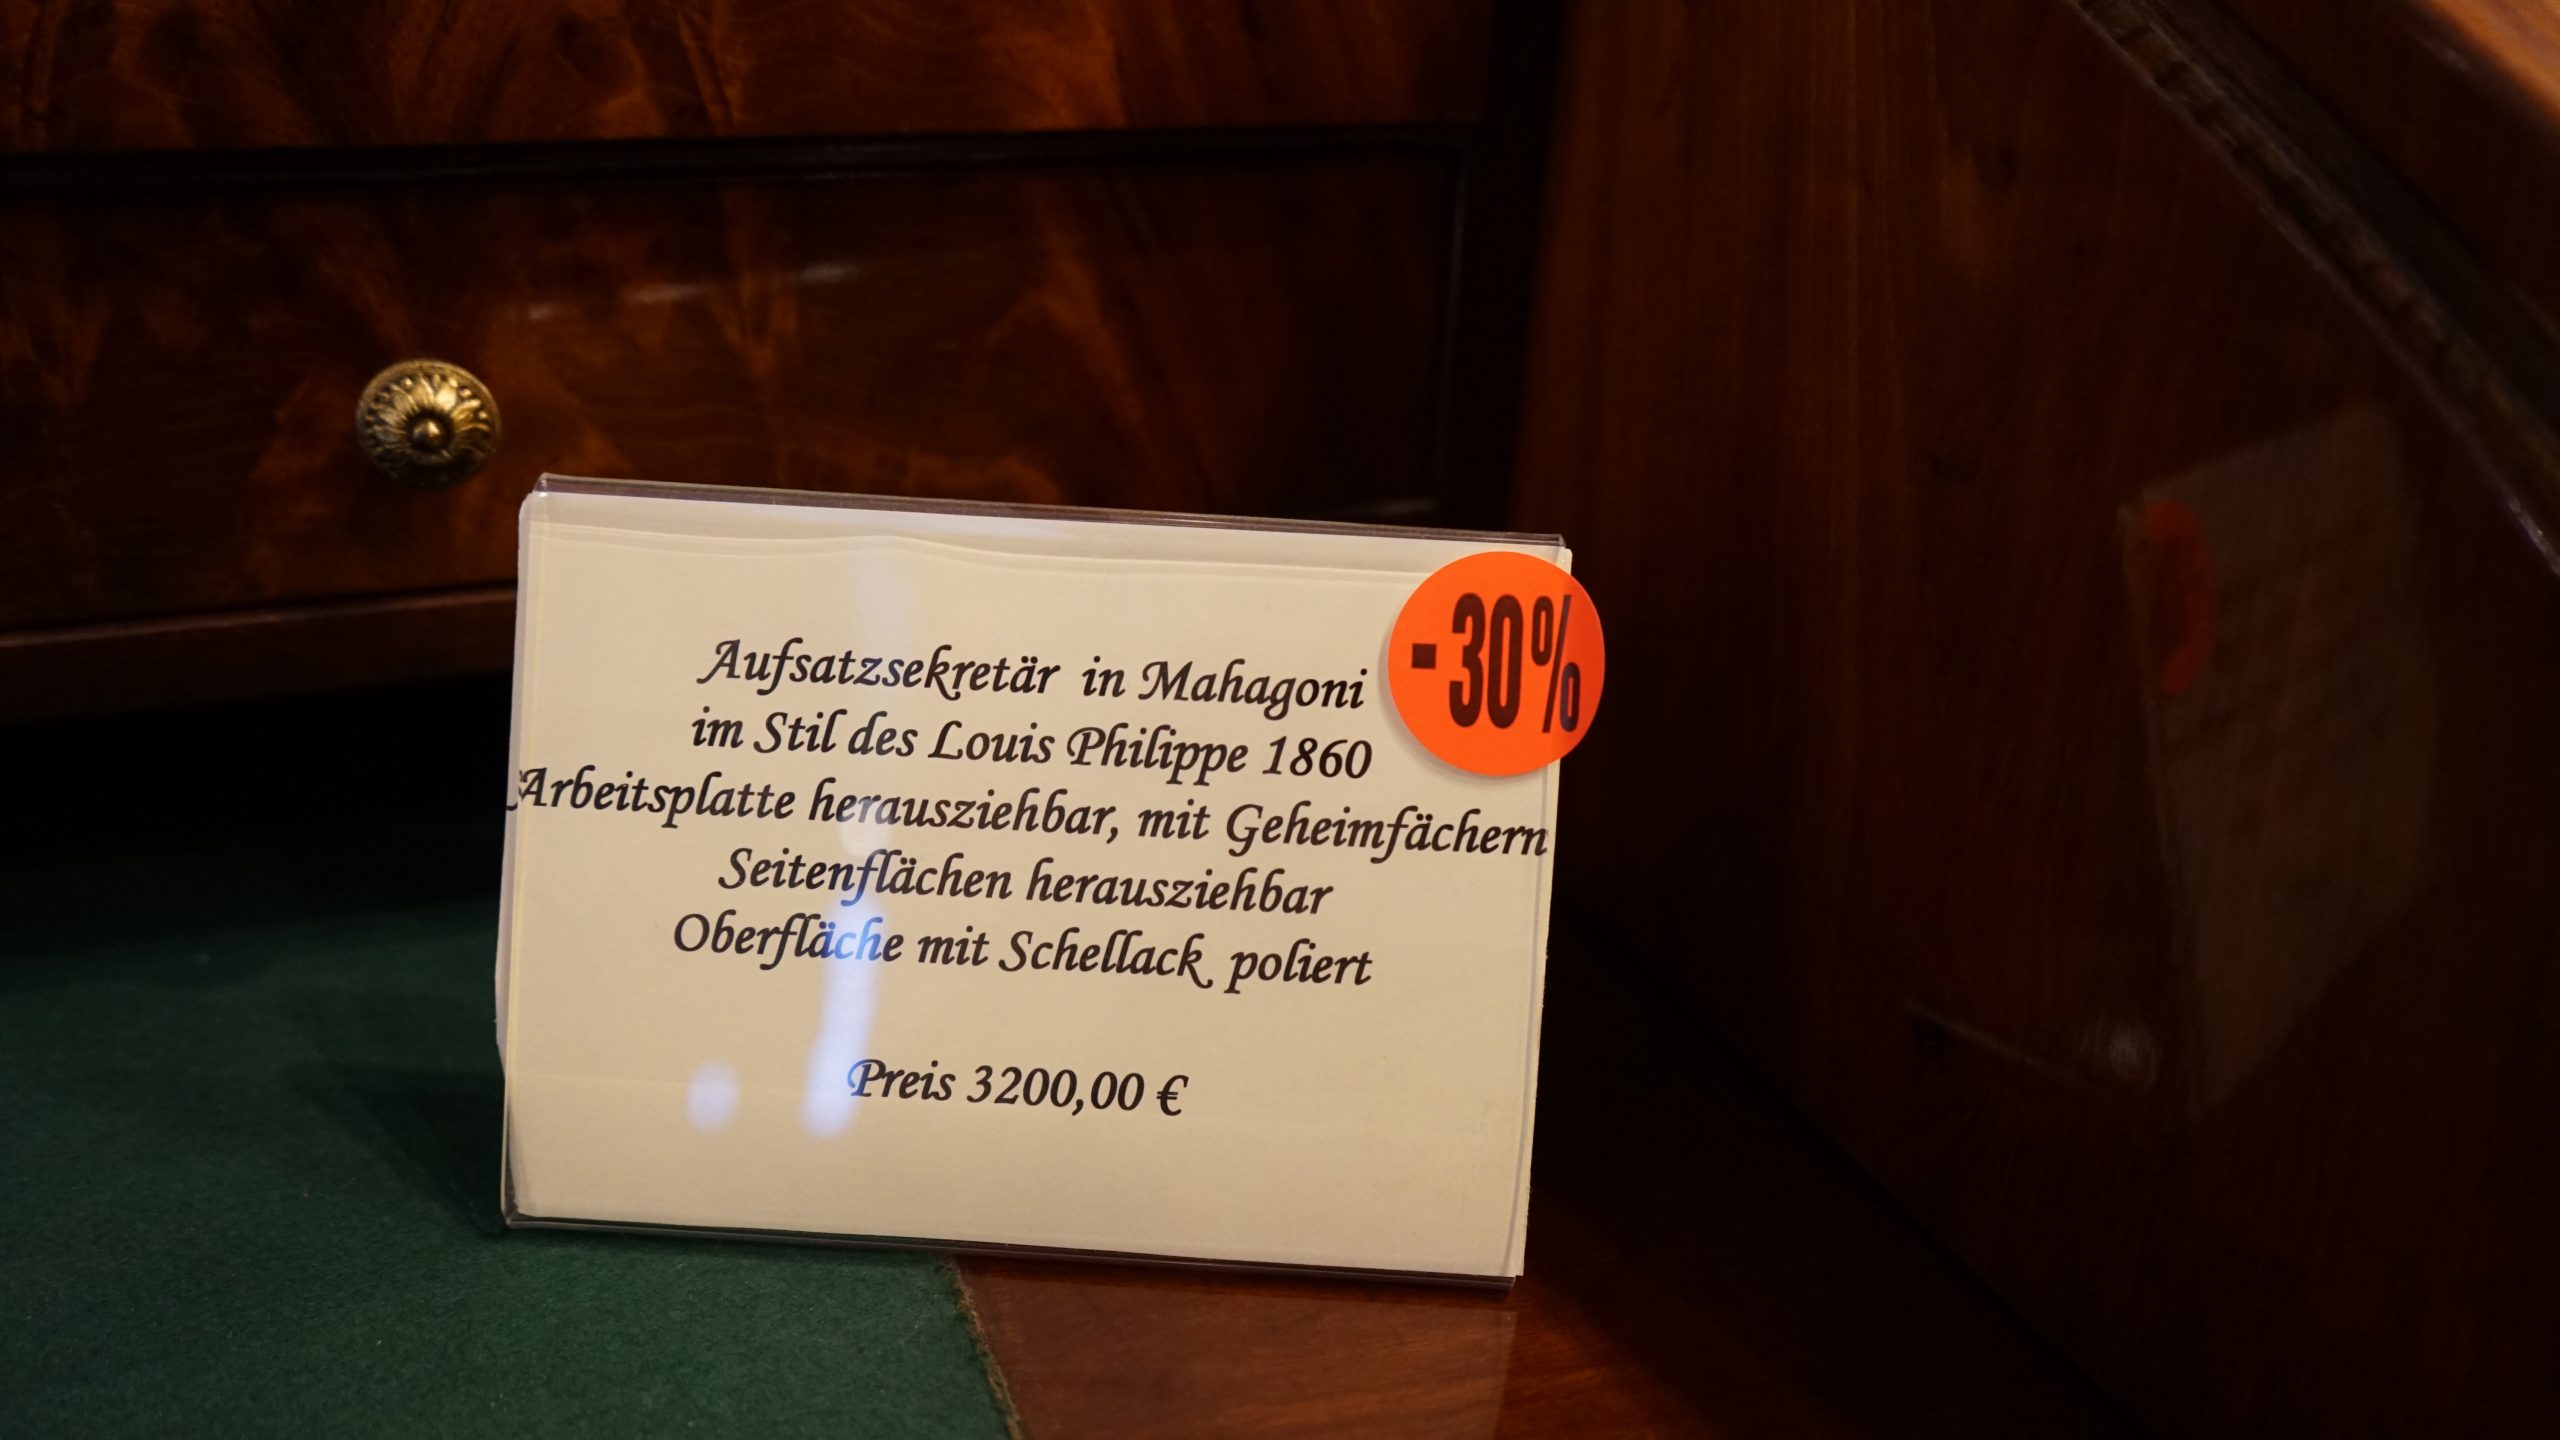 -30%
Aufsatzsekretär in Mahagoni
im Stil des Louis Philippe 1860
Arbeitsplatte herausziehbar, mit Geheimfächern
Seitenflächen herausziehbar
Oberfläche mit Schellack poliert
Preis 3200,00 €